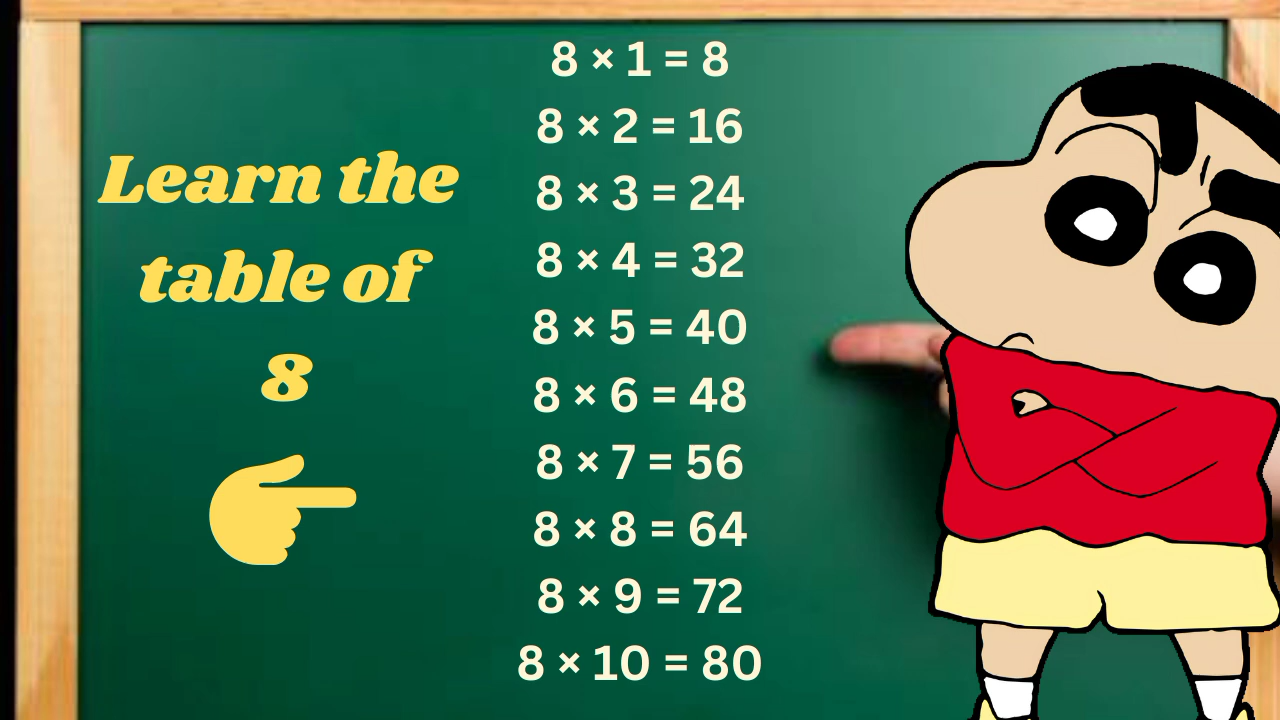 Learn the
table of
8
8 × 1 = 8
8 × 2 = 16
8 × 3 = 24
8 × 4 = 32
8 × 5 = 40
8 × 6 = 48
8 × 7 = 56
8 × 8 = 64
8 × 9 = 72
8 × 10 = 80